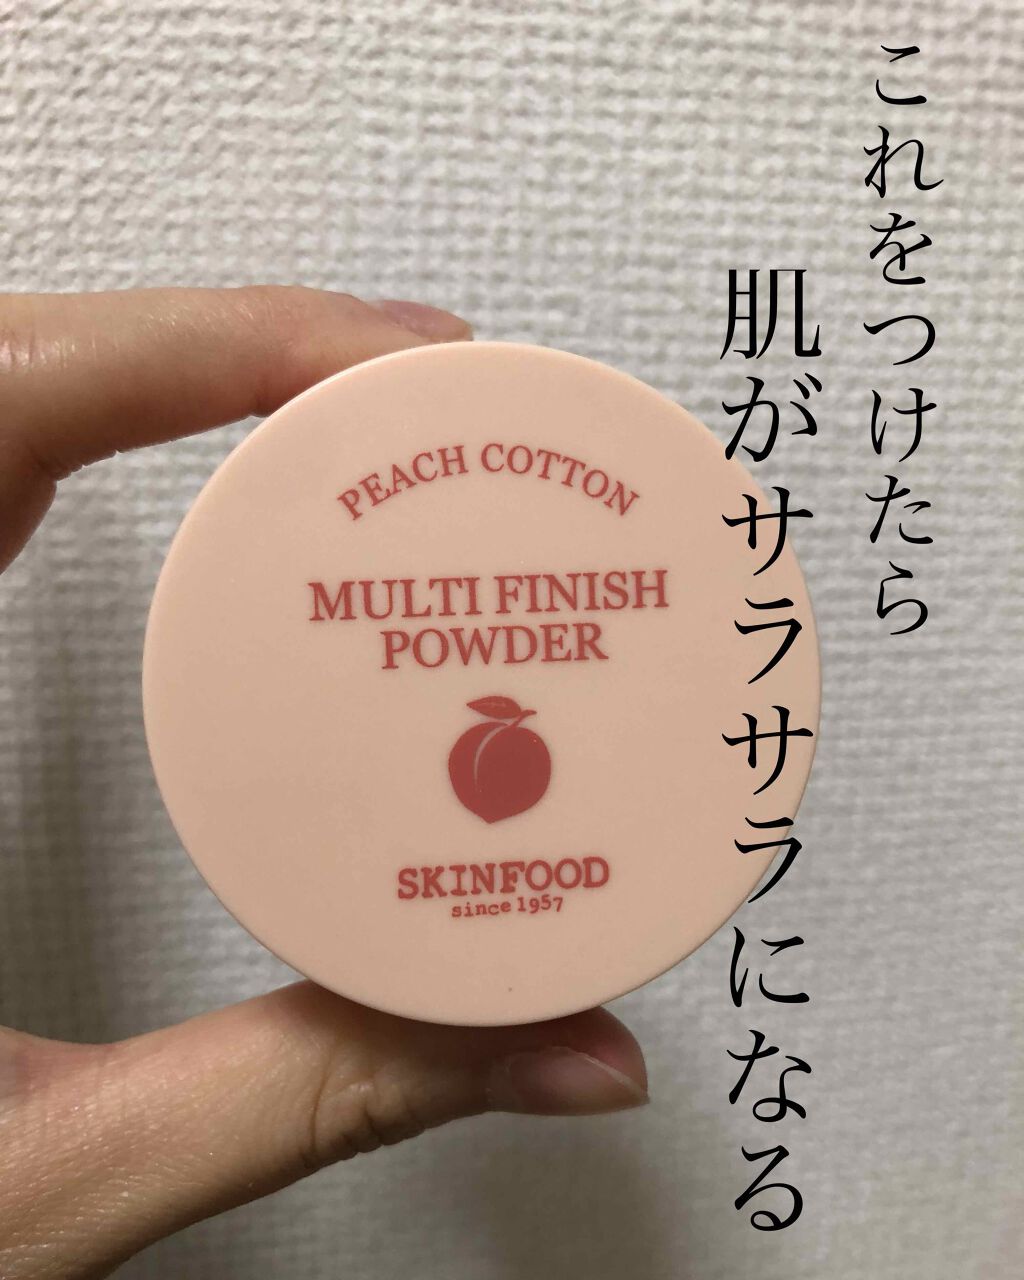 これをつけたら
肌がサラサラになる
PEACH COTTON
MULTI FINISH
POWDER
SKINFOOD
since 1957